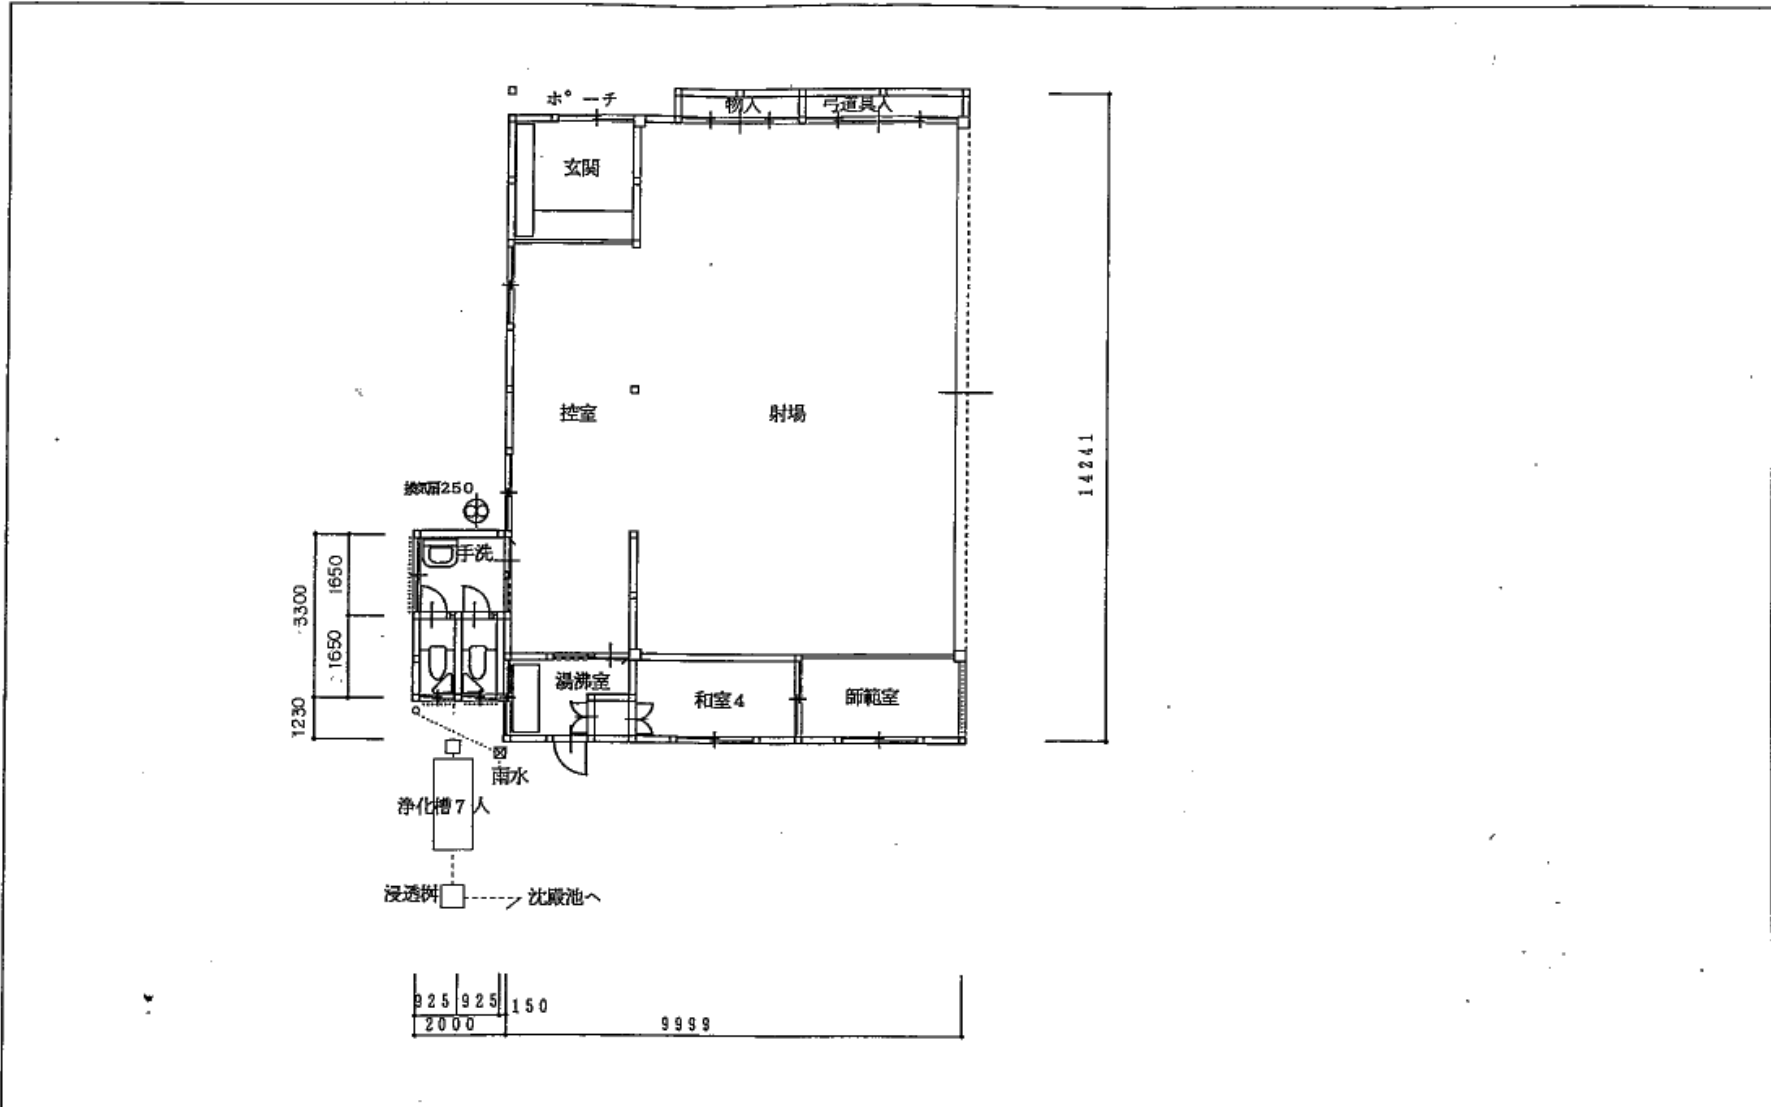 ポーチ
物入
弓道具入
玄関
控室
射場
14241
換気扇250
手洗
3300
1650
1650
1230
湯沸室
和室4
師範室
雨水
浄化槽7人
浸透桝
沈殿池へ
925
925
150
2000
9999